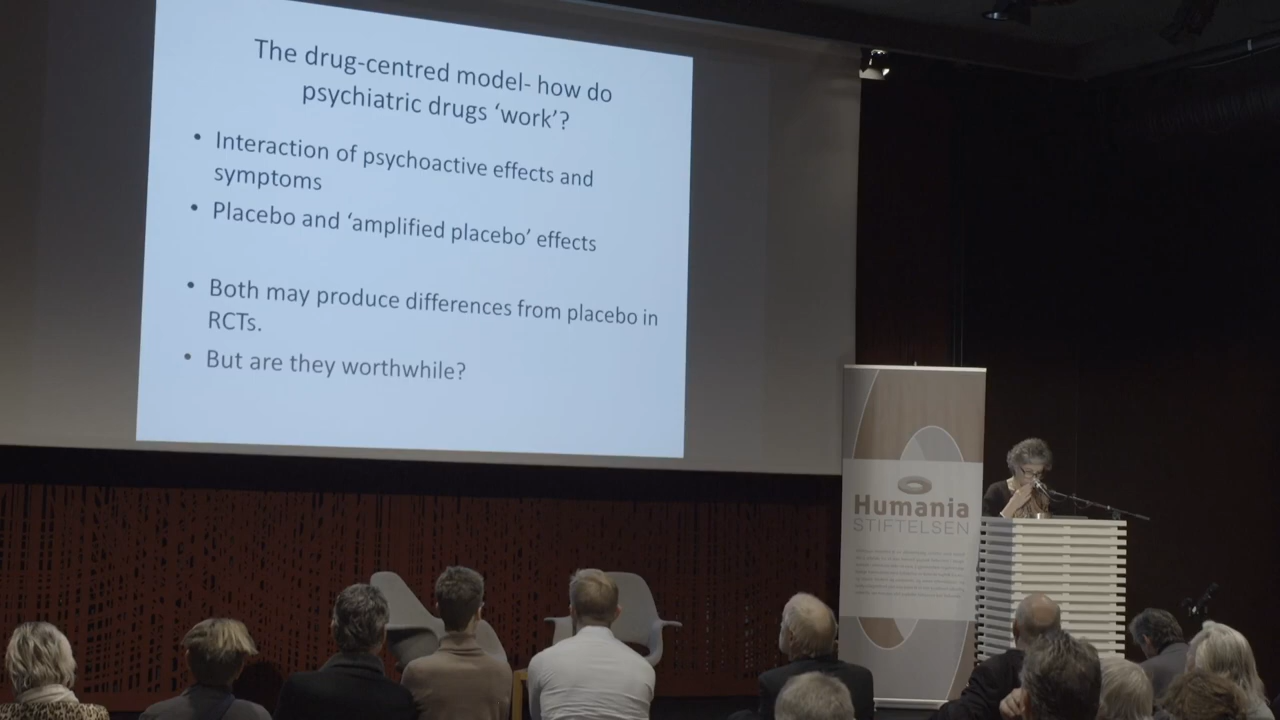 The drug-centred model- how do
psychiatric drugs ‘work’?
• Interaction of psychoactive effects and
symptoms
• Placebo and ‘amplified placebo’ effects
• Both may produce differences from placebo in
RCTs.
• But are they worthwhile?
Humania
STIFTELSEN